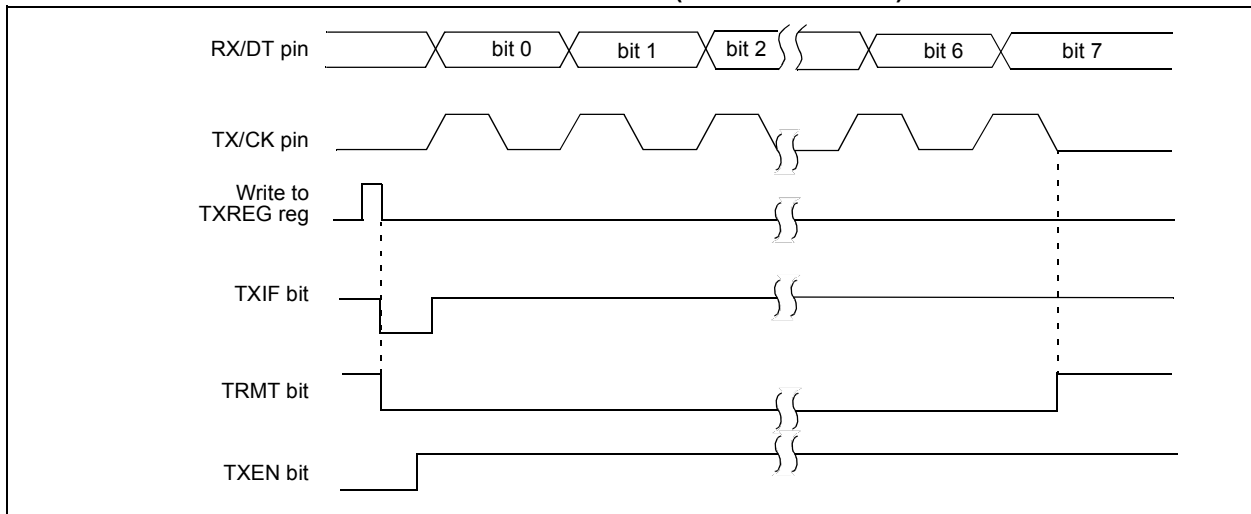 RX/DT pin
bit 0
bit 1
bit 2
bit 6
bit 7
TX/CK pin
Write to
TXREG reg
TXIF bit
TRMT bit
TXEN bit